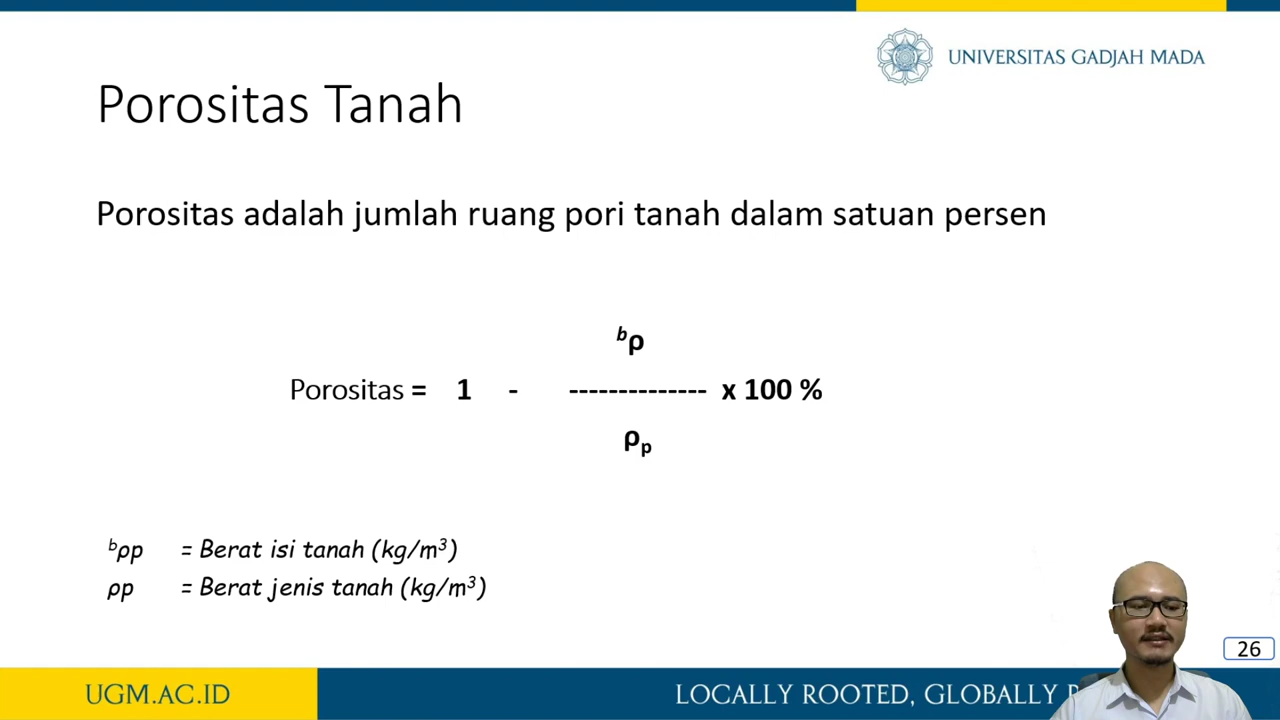 UNIVERSITAS GADJAH MADA
Porositas Tanah
Porositas adalah jumlah ruang pori tanah dalam satuan persen
ᵇρ
Porositas = 1 - -------------- x 100 %
ρₚ
ᵇρp = Berat isi tanah (kg/m³)
ρp = Berat jenis tanah (kg/m³)
26
UGM.AC.ID
LOCALLY ROOTED, GLOBALLY